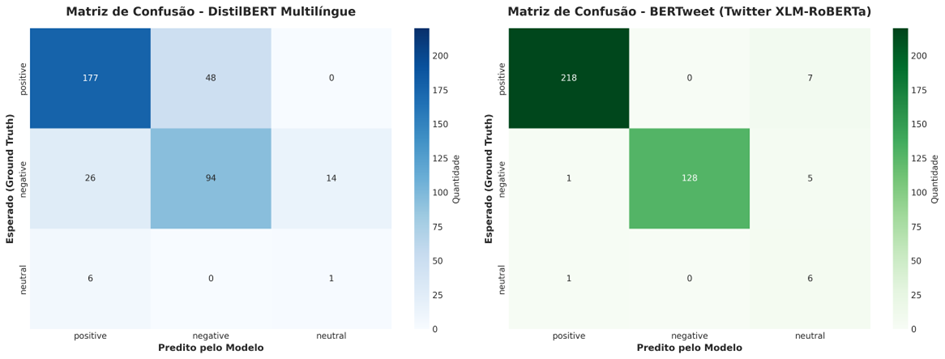 Matriz de Confusão - DistilBERT Multilíngue
Esperado (Ground Truth)
positive
177
48
0
negative
26
94
14
neutral
6
0
1
positive
negative
neutral
Predito pelo Modelo
200
175
150
125
100
75
50
25
0
Quantidade
Matriz de Confusão - BERTweet (Twitter XLM-RoBERTa)
Esperado (Ground Truth)
positive
218
0
7
negative
1
128
5
neutral
1
0
6
positive
negative
neutral
Predito pelo Modelo
200
175
150
125
100
75
50
25
0
Quantidade